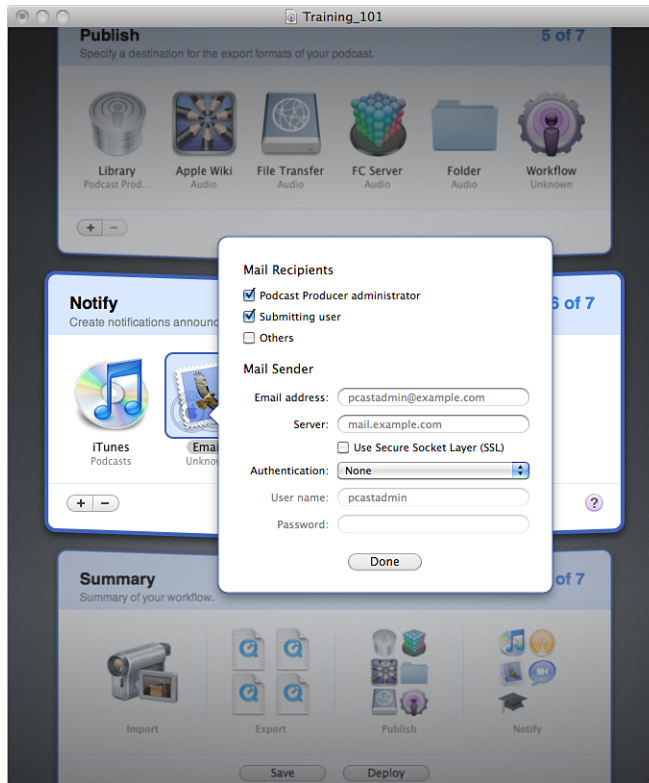 Training_101
Publish
5 of 7
Specify a destination for the export formats of your podcast.
Library
Apple Wiki
File Transfer
FC Server
Folder
Workflow
Podcast Prod...
Audio
Audio
Audio
Audio
Unknown
Mail Recipients
Podcast Producer administrator
Submitting user
Others
Mail Sender
Email address: pcastadmin@example.com
Server: mail.example.com
Use Secure Socket Layer (SSL)
Authentication: None
User name: pcastadmin
Password:
Done
Notify
6 of 7
Create notifications announc
iTunes
Emai
Podcasts
Unkno
?
Summary
of 7
Summary of your workflow.
Import
Export
Publish
Notify
Save
Deploy